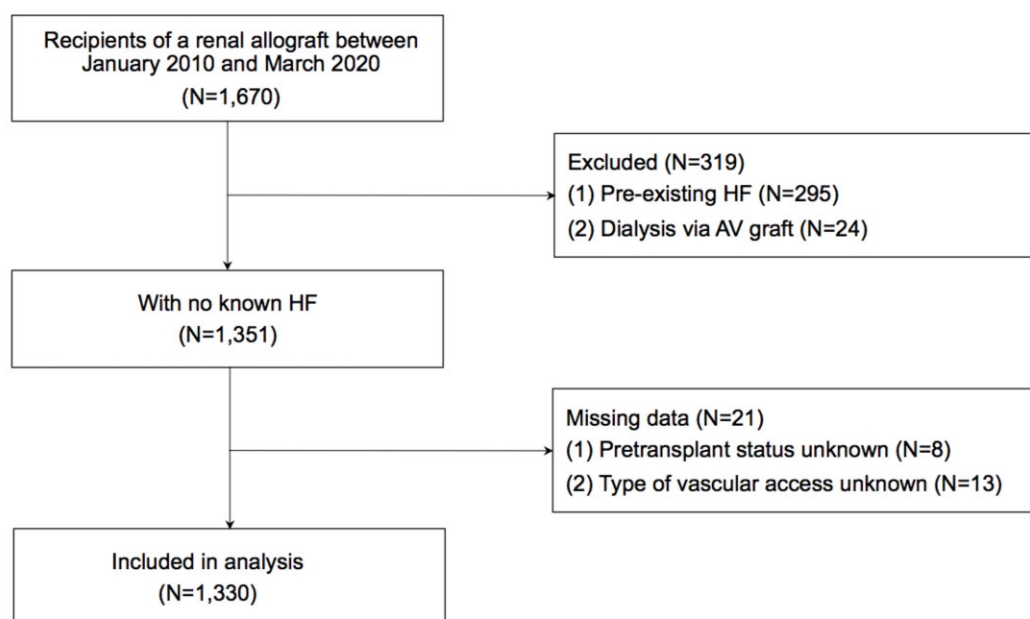 Recipients of a renal allograft between
January 2010 and March 2020
(N=1,670)
Excluded (N=319)
(1) Pre-existing HF (N=295)
(2) Dialysis via AV graft (N=24)
With no known HF
(N=1,351)
Missing data (N=21)
(1) Pretransplant status unknown (N=8)
(2) Type of vascular access unknown (N=13)
Included in analysis
(N=1,330)